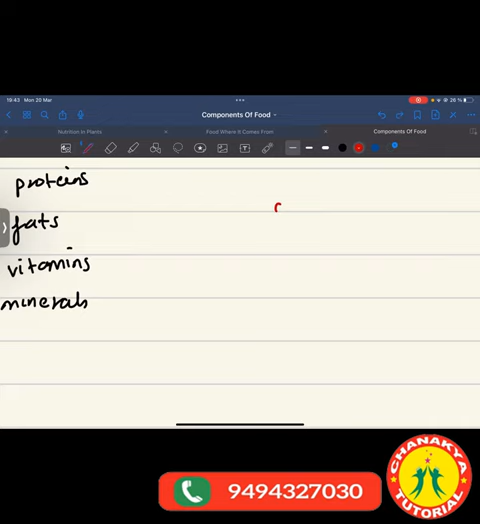 19:43 Mon 20 Mar
26 %
Components Of Food
Nutrition in Plants
Food Where It Comes From
Components Of Food
proteins
fats
vitamins
minerals
9494327030
CHANAKYA
TUTORIAL